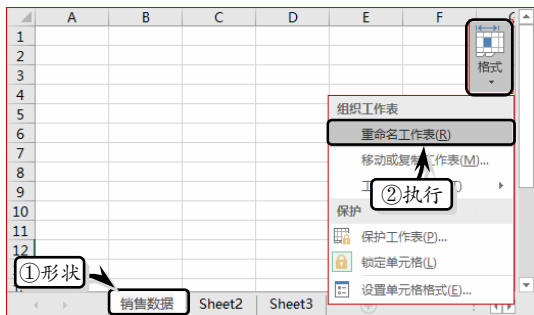 A B C D E F G
1
2
3
格式
4
5
组织工作表
6
重命名工作表(R)
7
移动或复制工作表(M)...
8
9
②执行
10
保护
11
保护工作表(P)...
12
锁定单元格(L)
①形状
设置单元格格式(E)...
销售数据 Sheet2 Sheet3